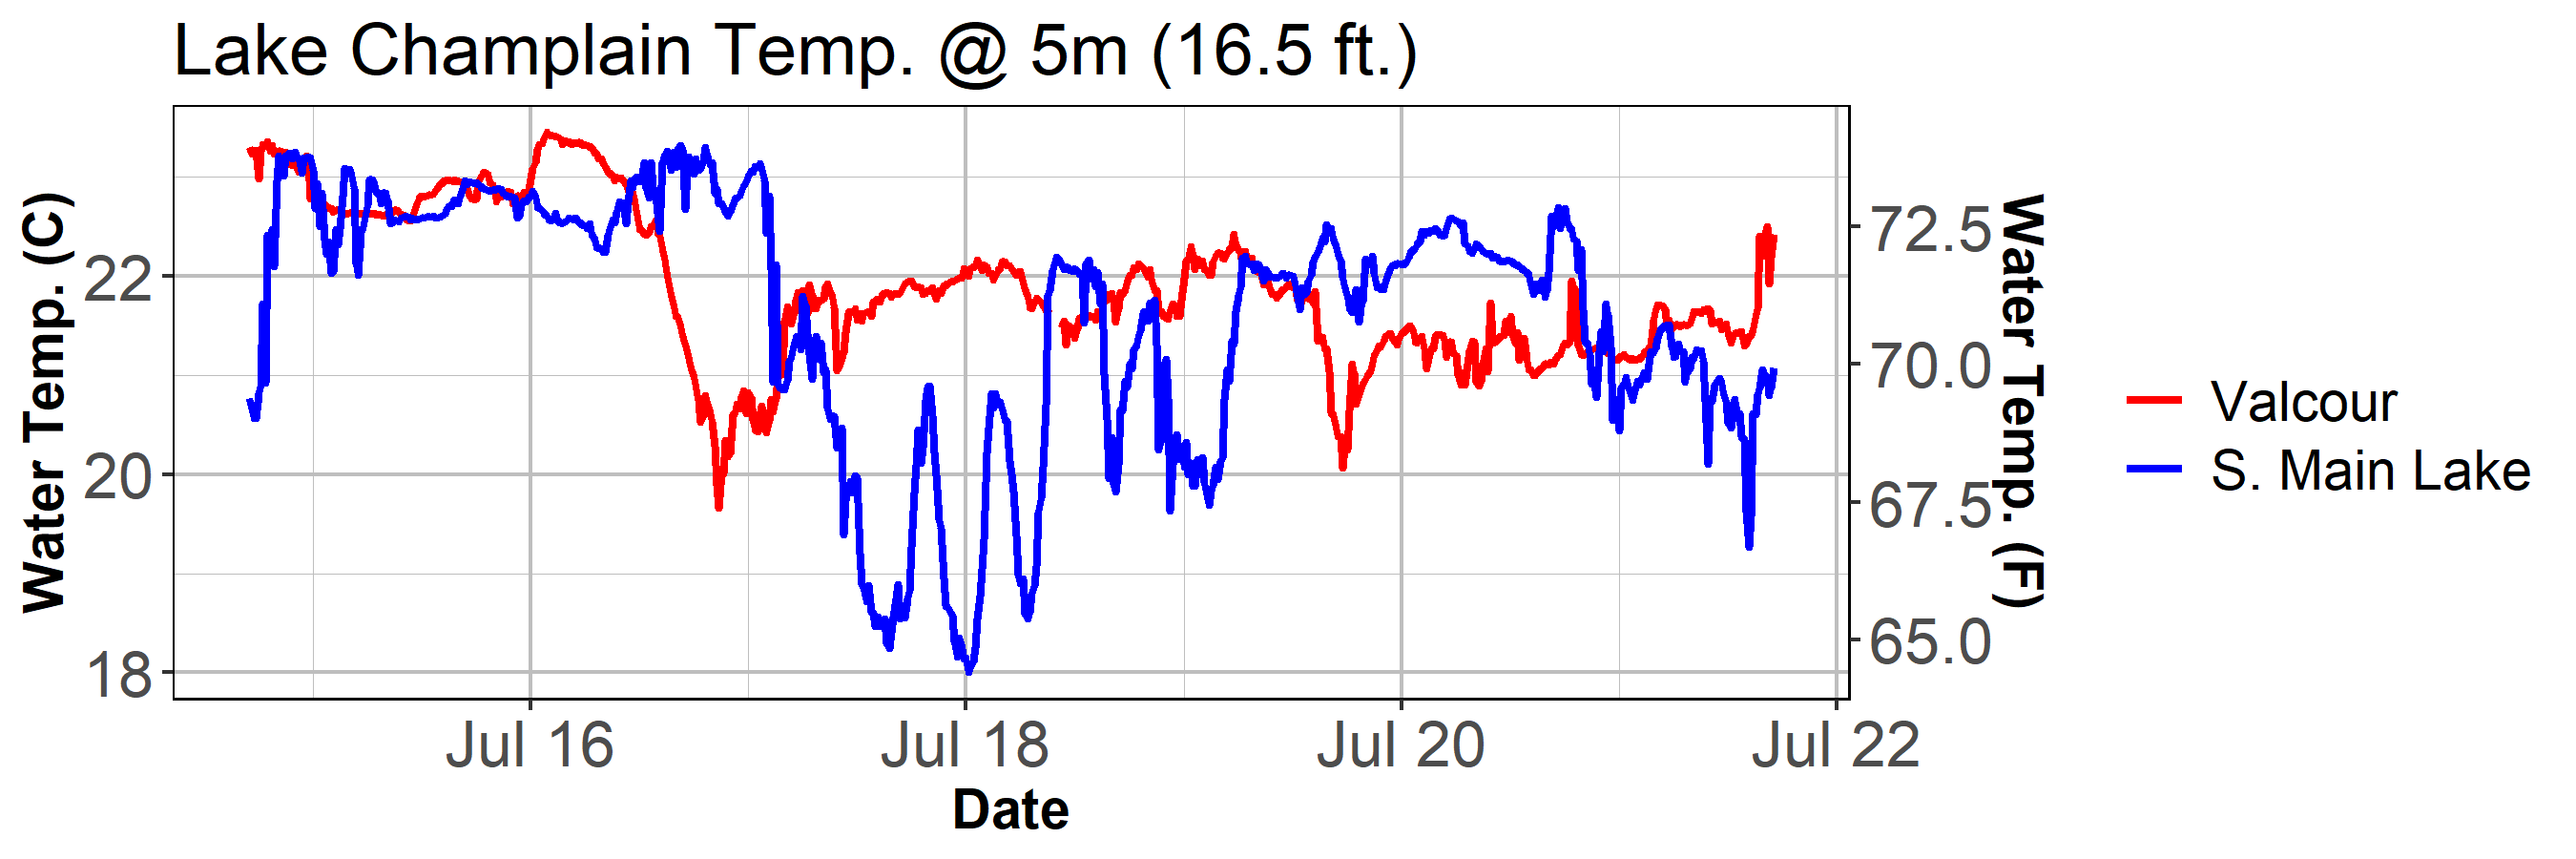 Lake Champlain Temp. @ 5m (16.5 ft.)
Water Temp. (C)
22
20
18
72.5
70.0
67.5
65.0
Water Temp. (F)
Valcour
S. Main Lake
Jul 16
Jul 18
Jul 20
Jul 22
Date